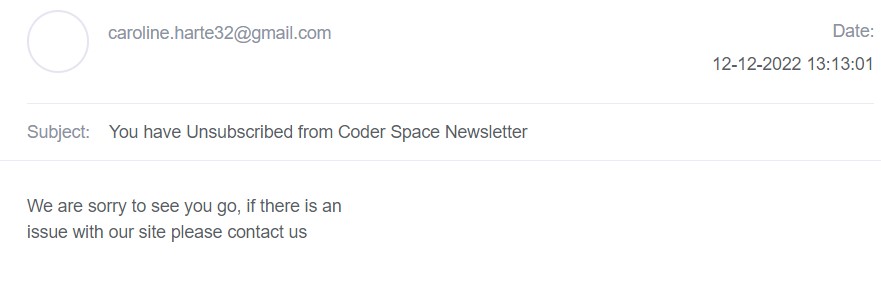 caroline.harte32@gmail.com
Date:
12-12-2022 13:13:01
Subject: You have Unsubscribed from Coder Space Newsletter
We are sorry to see you go, if there is an
issue with our site please contact us